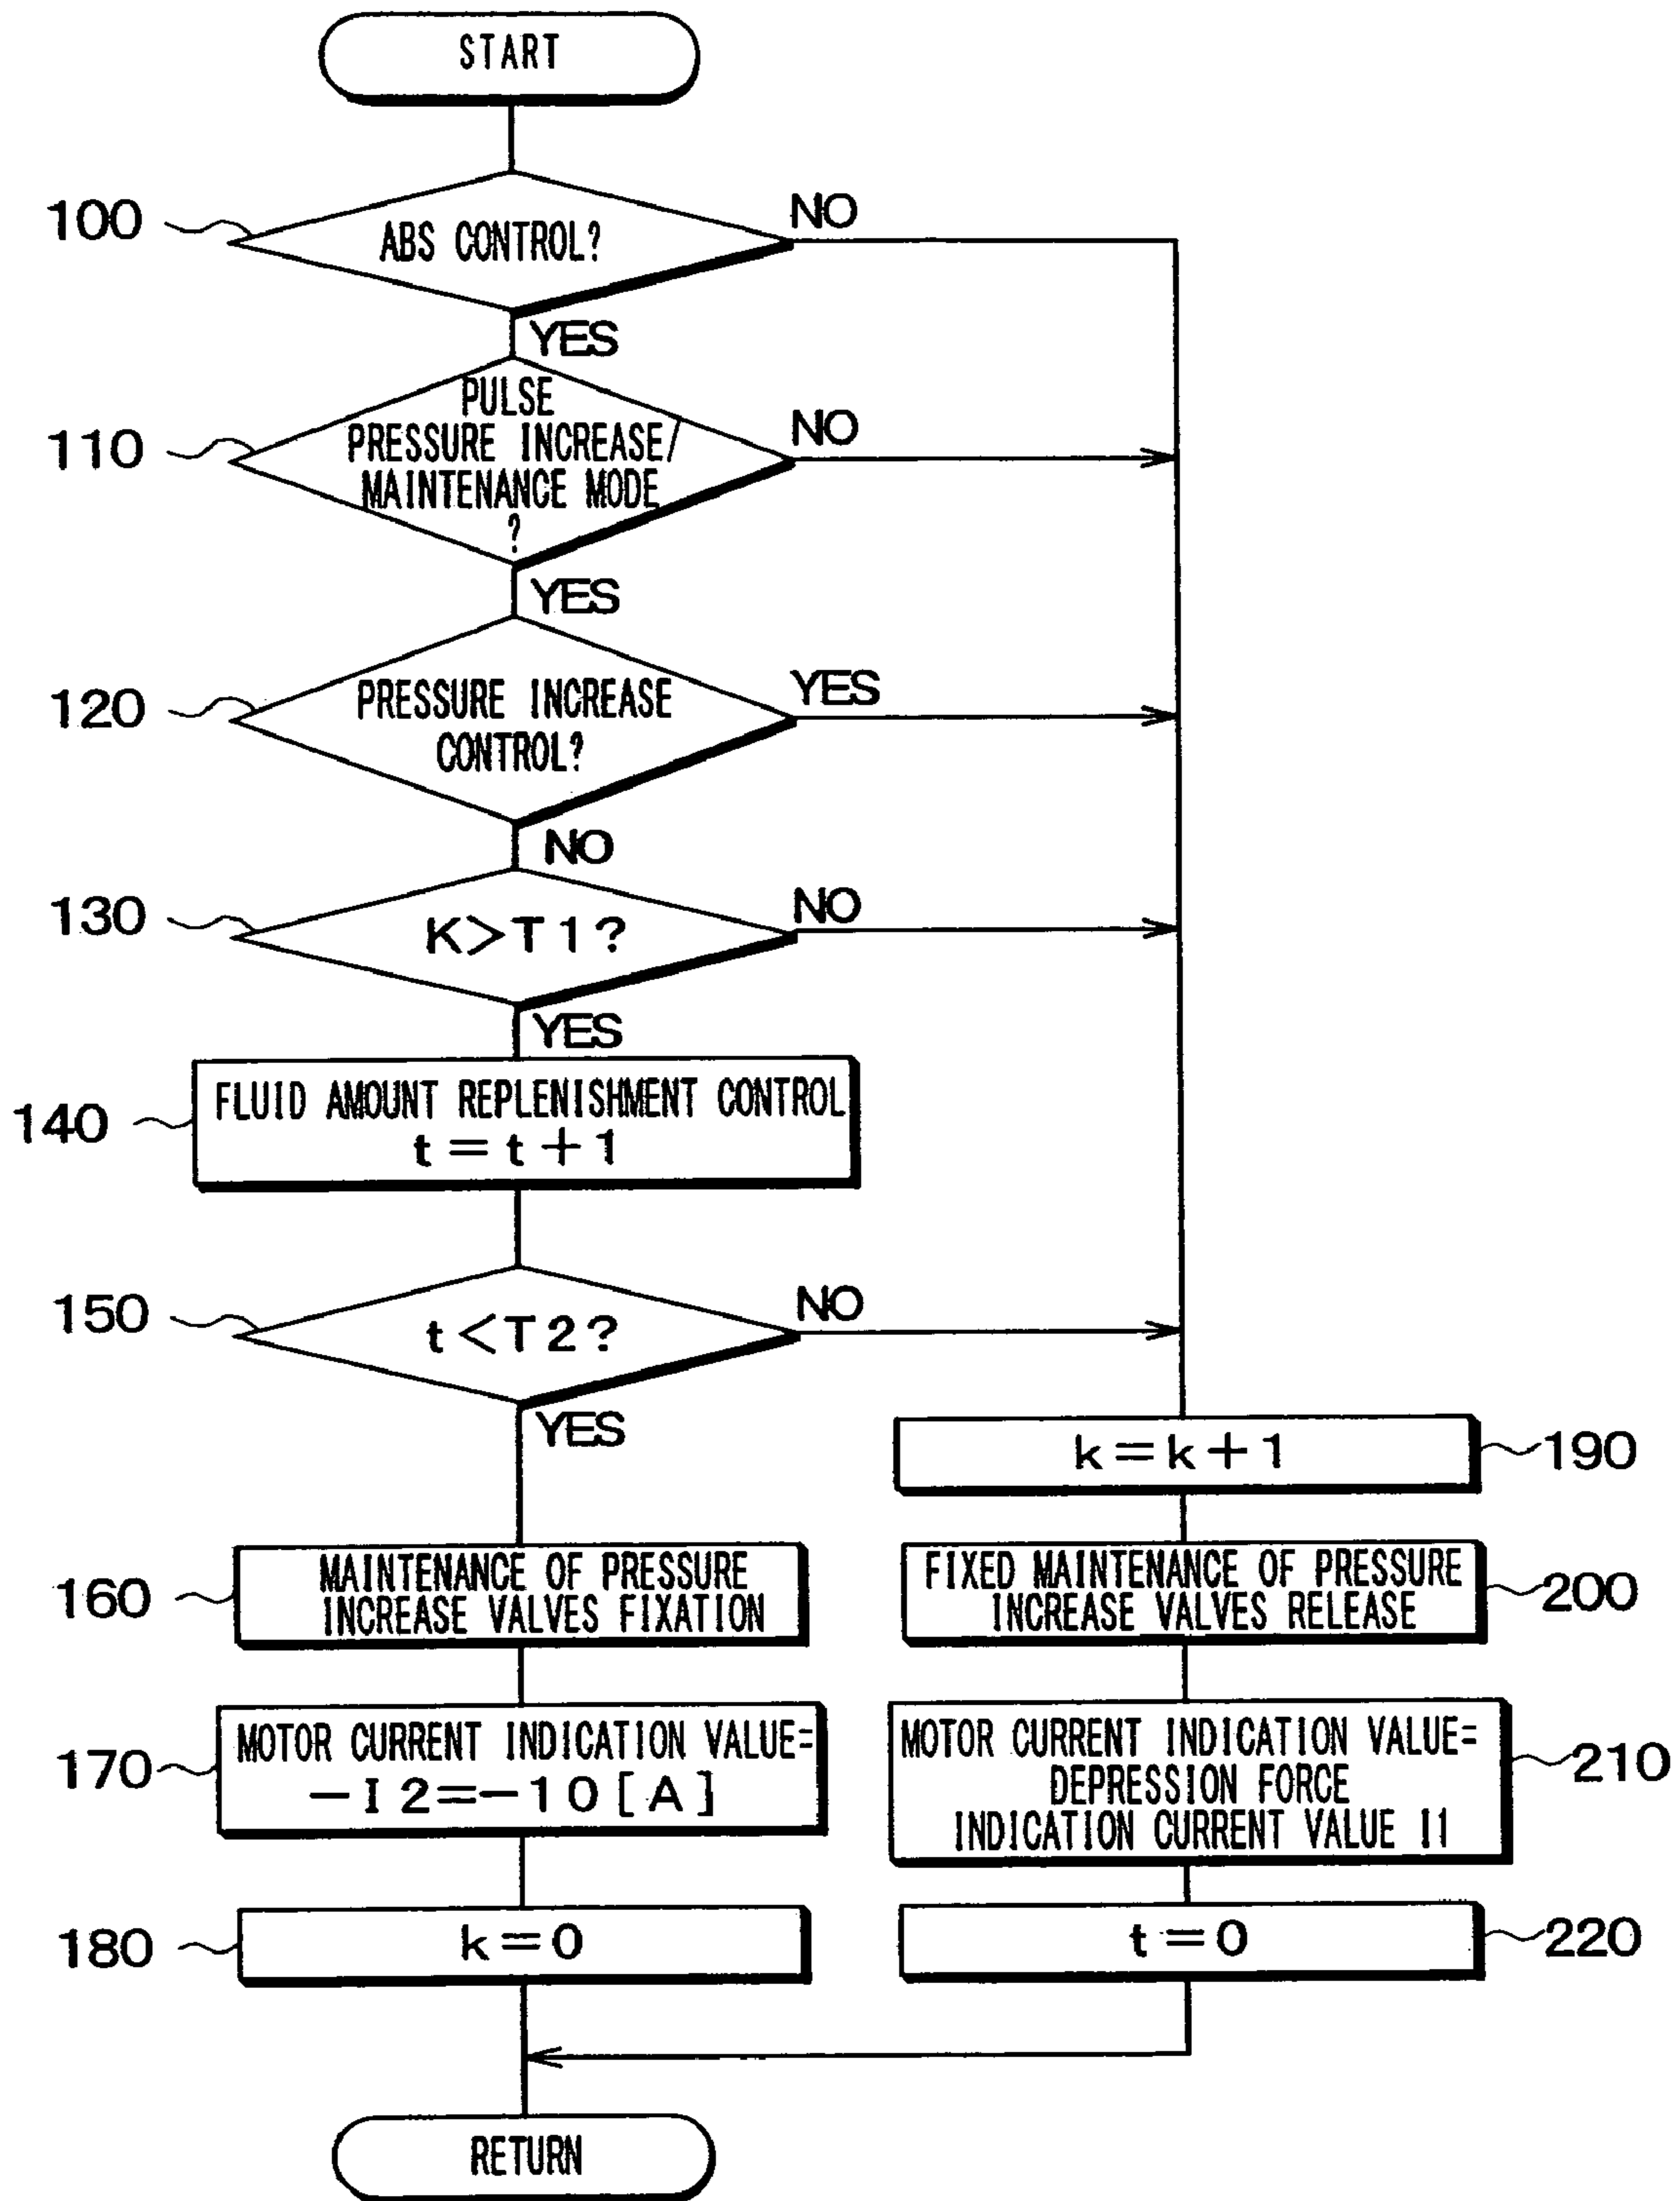 START
100
ABS CONTROL?
NO
YES
110
PULSE
PRESSURE INCREASE/
MAINTENANCE MODE
?
NO
YES
120
PRESSURE INCREASE
CONTROL?
YES
NO
130
K>T1?
NO
YES
140
FLUID AMOUNT REPLENISHMENT CONTROL
t=t+1
150
t<T2?
NO
YES
160
MAINTENANCE OF PRESSURE
INCREASE VALVES FIXATION
170
MOTOR CURRENT INDICATION VALUE=
-I2=-10[A]
180
k=0
k=k+1
190
FIXED MAINTENANCE OF PRESSURE
INCREASE VALVES RELEASE
200
MOTOR CURRENT INDICATION VALUE=
DEPRESSION FORCE
INDICATION CURRENT VALUE I1
210
t=0
220
RETURN